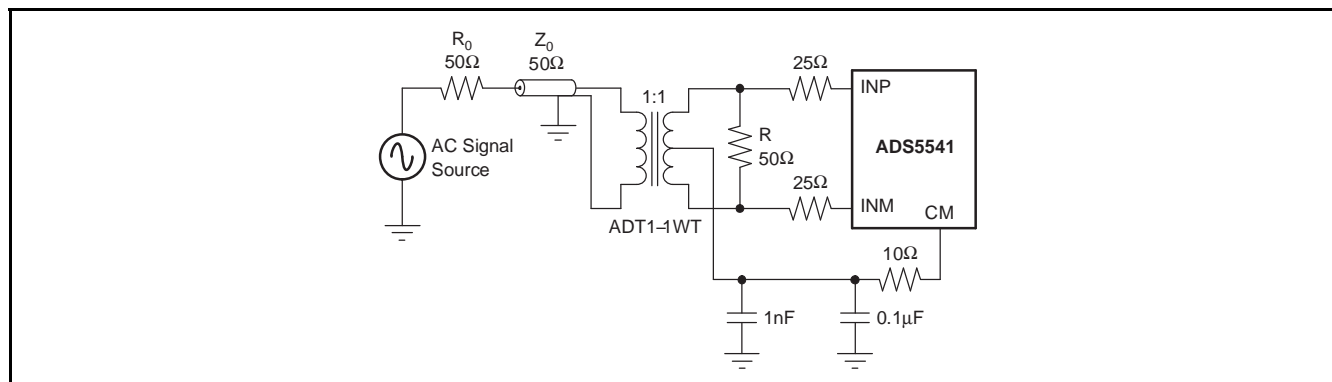 R0
50Ω
Z0
50Ω
25Ω
INP
1:1
R
50Ω
ADS5541
AC Signal
Source
25Ω
INM
CM
ADT1–1WT
10Ω
1nF
0.1μF